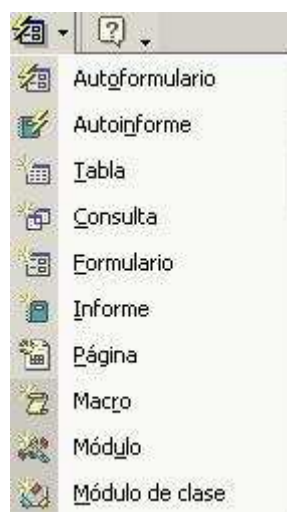 Autoformulario
Autoinforme
Tabla
Consulta
Formulario
Informe
Página
Macro
Módulo
Módulo de clase